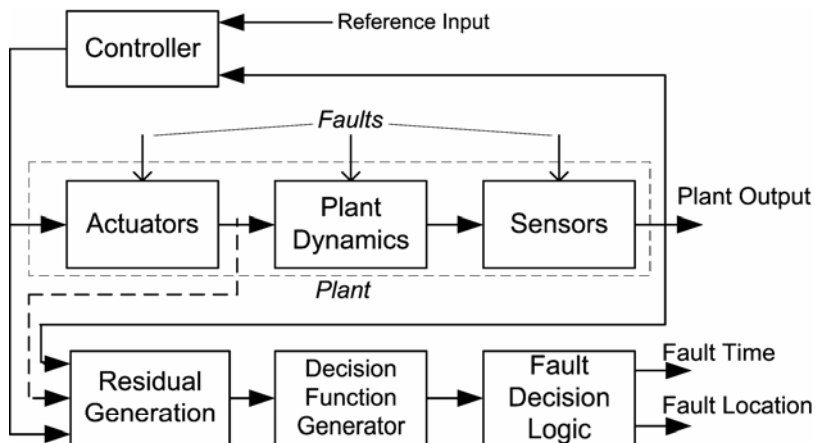 Reference Input
Controller
Faults
Actuators
Plant
Dynamics
Sensors
Plant Output
Plant
Residual
Generation
Decision
Function
Generator
Fault
Decision
Logic
Fault Time
Fault Location